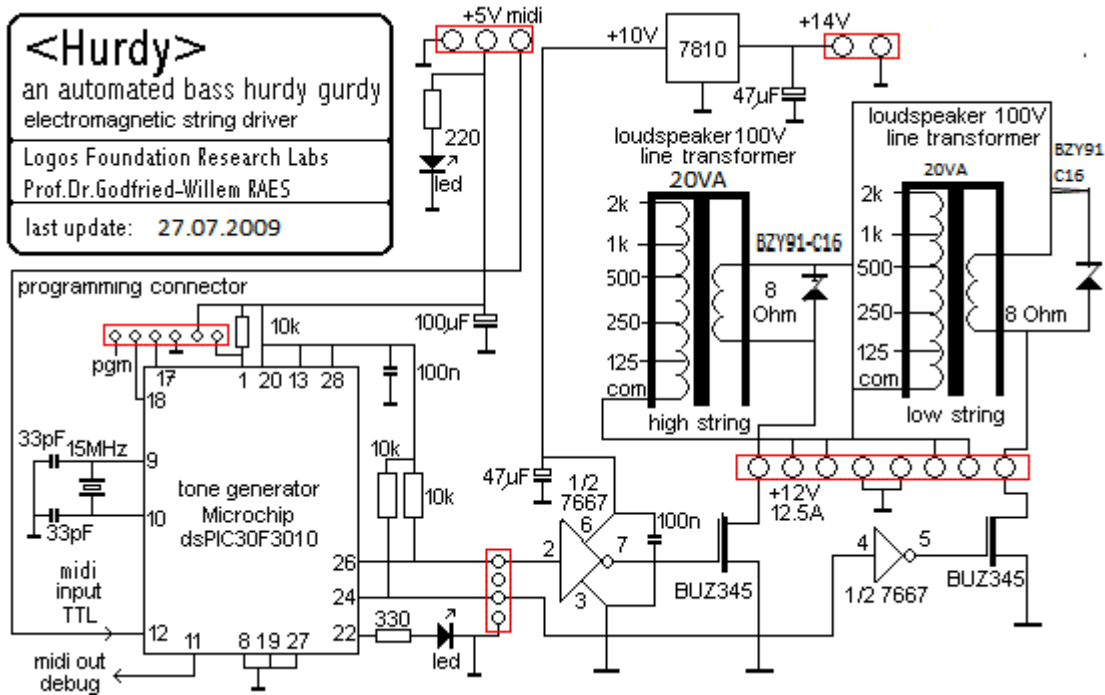 <Hurdy>
an automated bass hurdy gurdy
electromagnetic string driver
Logos Foundation Research Labs
Prof.Dr.Godfried-Willem RAES
last update: 27.07.2009
+5V midi
220
led
+10V
7810
+14V
47µF
loudspeaker 100V
line transformer
20VA
2k
1k
500
250
125
com
8
Ohm
high string
BZY91-C16
loudspeaker 100V
line transformer
20VA
2k
1k
500
250
125
com
8 Ohm
low string
BZY91
C16
programming connector
pgm
10k
100µF
100n
17
1
20
13
28
18
33pF
15MHz
9
10
33pF
tone generator
Microchip
dsPIC30F3010
10k
10k
26
24
22
midi
input
TTL
12
11
8
19
27
midi out
debug
330
led
47µF
1/2
7667
2
6
7
3
100n
BUZ345
+12V
12.5A
4
5
1/2 7667
BUZ345